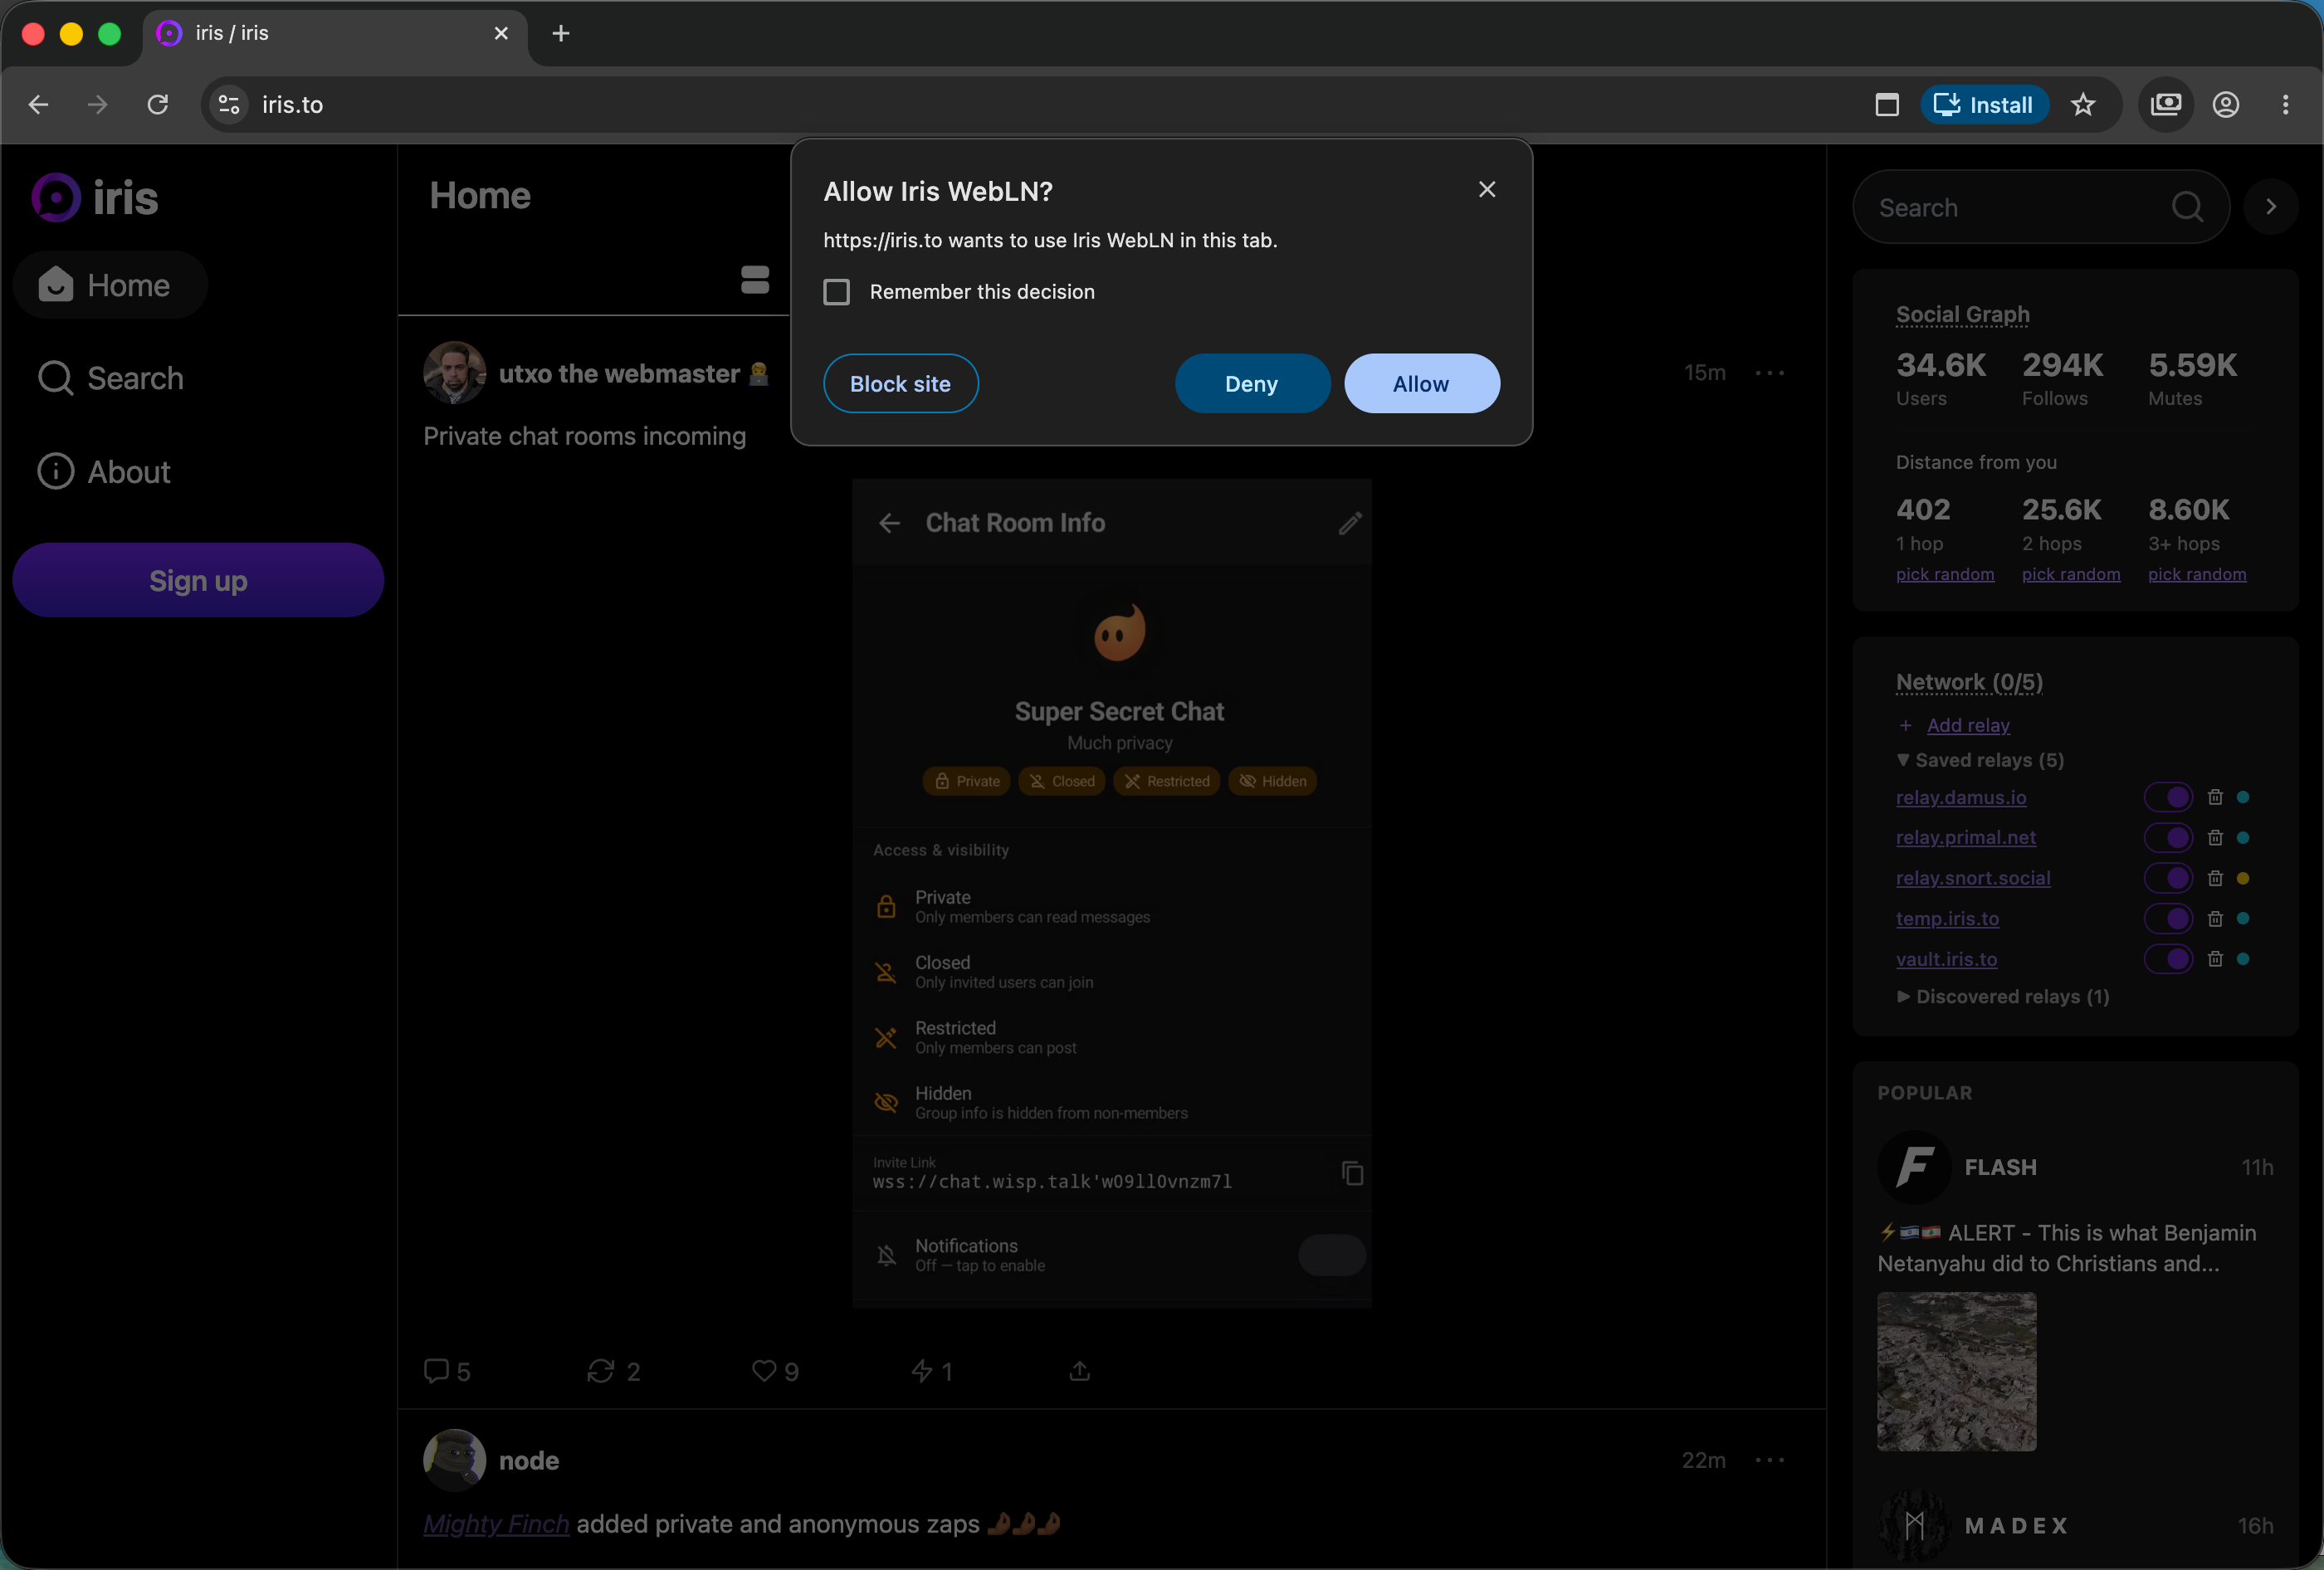 iris / iris
iris.to
Install
iris
Home
Search
About
Sign up
Home
Allow Iris WebLN?
https://iris.to wants to use Iris WebLN in this tab.
Remember this decision
Block site
Deny
Allow
utxo the webmaster
15m
Private chat rooms incoming
Chat Room Info
Super Secret Chat
Much privacy
Private
Closed
Restricted
Hidden
Access & visibility
Private
Only members can read messages
Closed
Only invited users can join
Restricted
Only members can post
Hidden
Group info is hidden from non-members
Invite Link
wss://chat.wisp.talk'w09ll0vnzm7l
Notifications
Off — tap to enable
5
2
9
1
node
22m
Mighty Finch added private and anonymous zaps
Search
Social Graph
34.6K 294K 5.59K
Users Follows Mutes
Distance from you
402 25.6K 8.60K
1 hop 2 hops 3+ hops
pick random pick random pick random
Network (0/5)
+ Add relay
Saved relays (5)
relay.damus.io
relay.primal.net
relay.snort.social
temp.iris.to
vault.iris.to
Discovered relays (1)
POPULAR
FLASH
11h
ALERT - This is what Benjamin
Netanyahu did to Christians and...
MADEX
16h